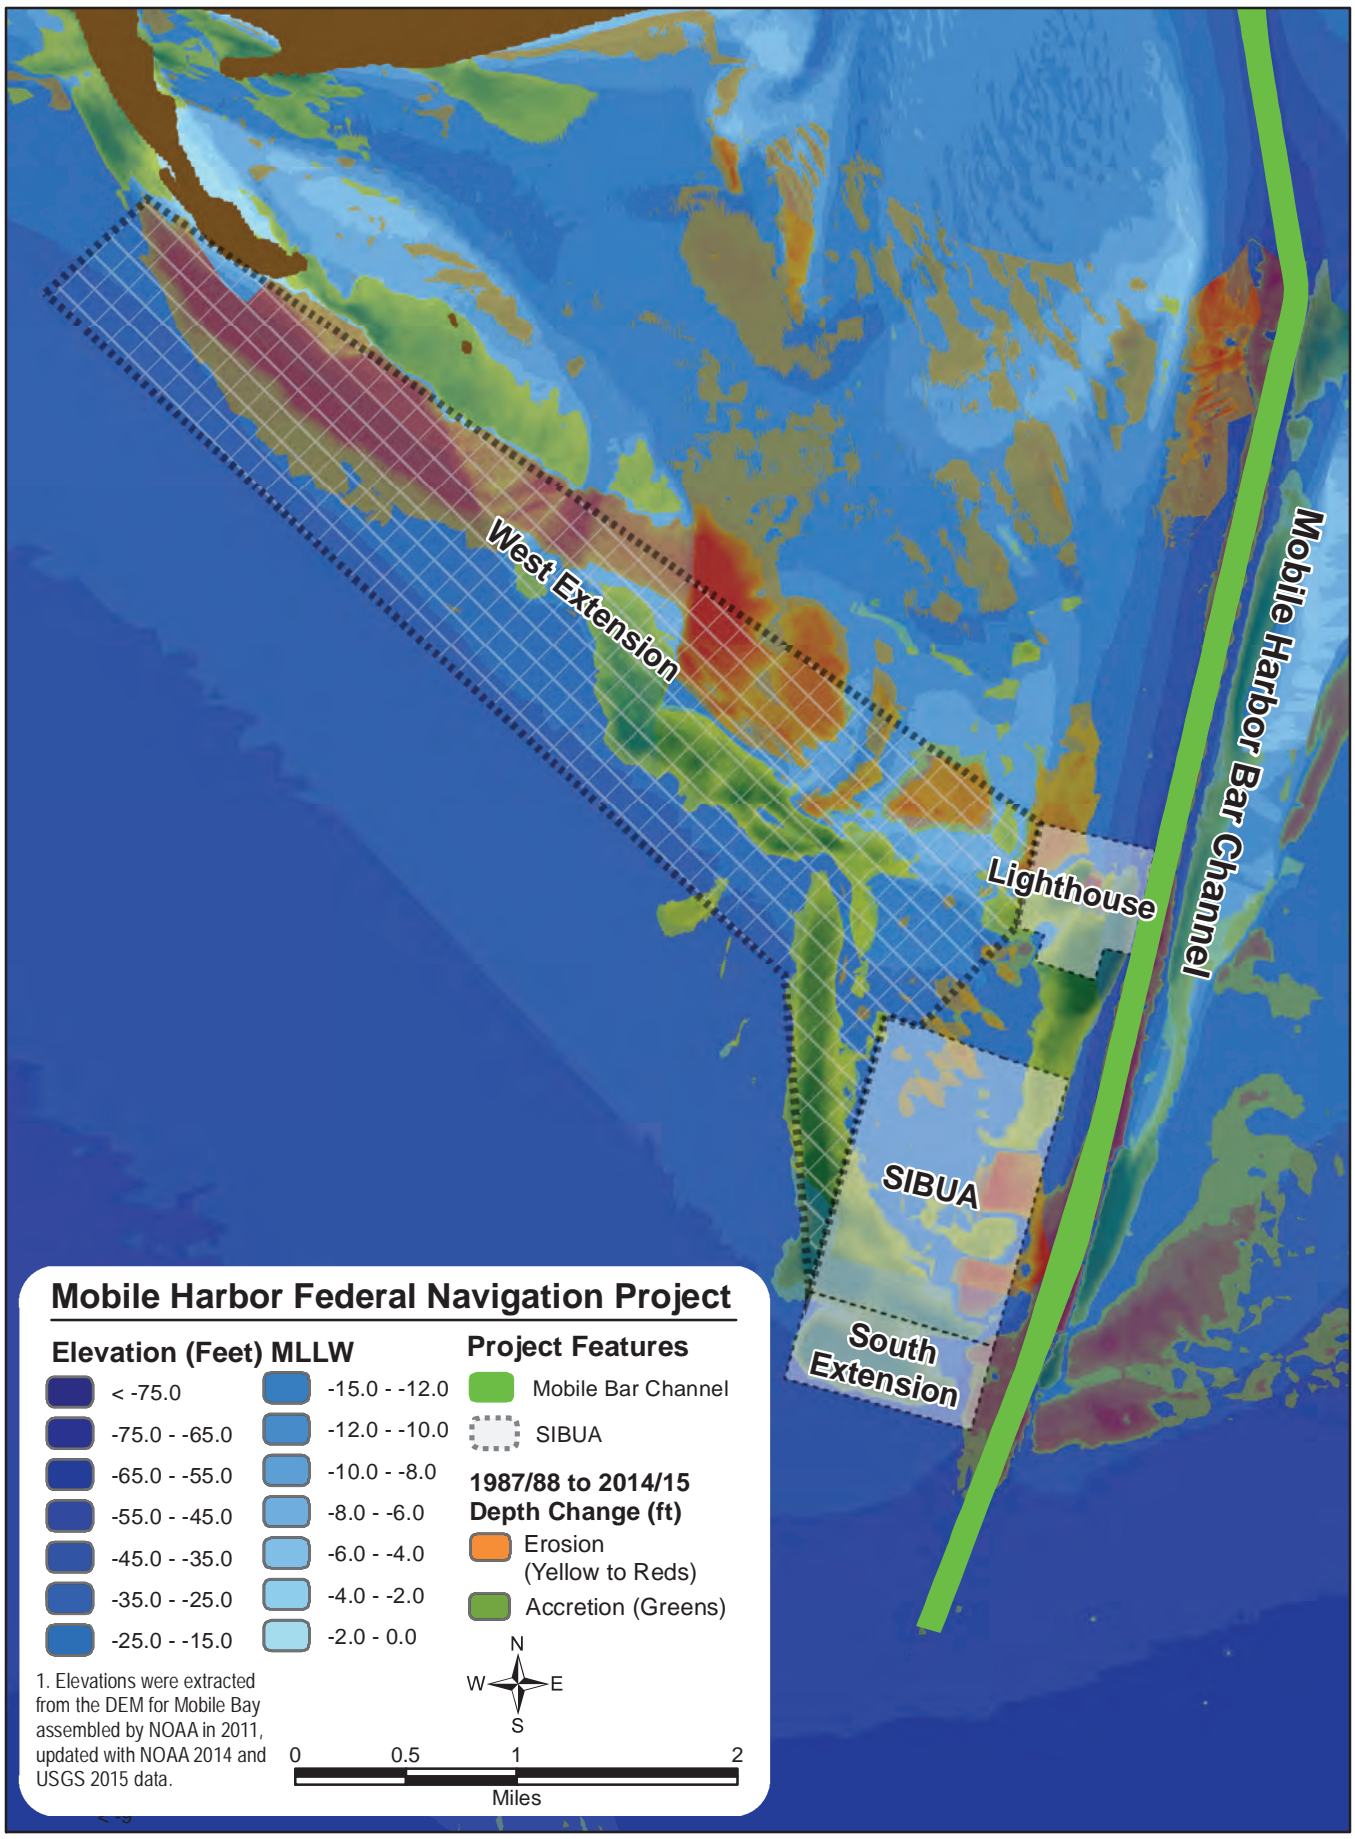 West Extension
Mobile Harbor Bar Channel
Lighthouse
SIBUA
South
Extension
Mobile Harbor Federal Navigation Project
Elevation (Feet) MLLW
< -75.0
-75.0 - -65.0
-65.0 - -55.0
-55.0 - -45.0
-45.0 - -35.0
-35.0 - -25.0
-25.0 - -15.0
-15.0 - -12.0
-12.0 - -10.0
-10.0 - -8.0
-8.0 - -6.0
-6.0 - -4.0
-4.0 - -2.0
-2.0 - 0.0
Project Features
Mobile Bar Channel
SIBUA
1987/88 to 2014/15
Depth Change (ft)
Erosion
(Yellow to Reds)
Accretion (Greens)
N
W E
S
1. Elevations were extracted
from the DEM for Mobile Bay
assembled by NOAA in 2011,
updated with NOAA 2014 and
USGS 2015 data.
0 0.5 1 2
Miles